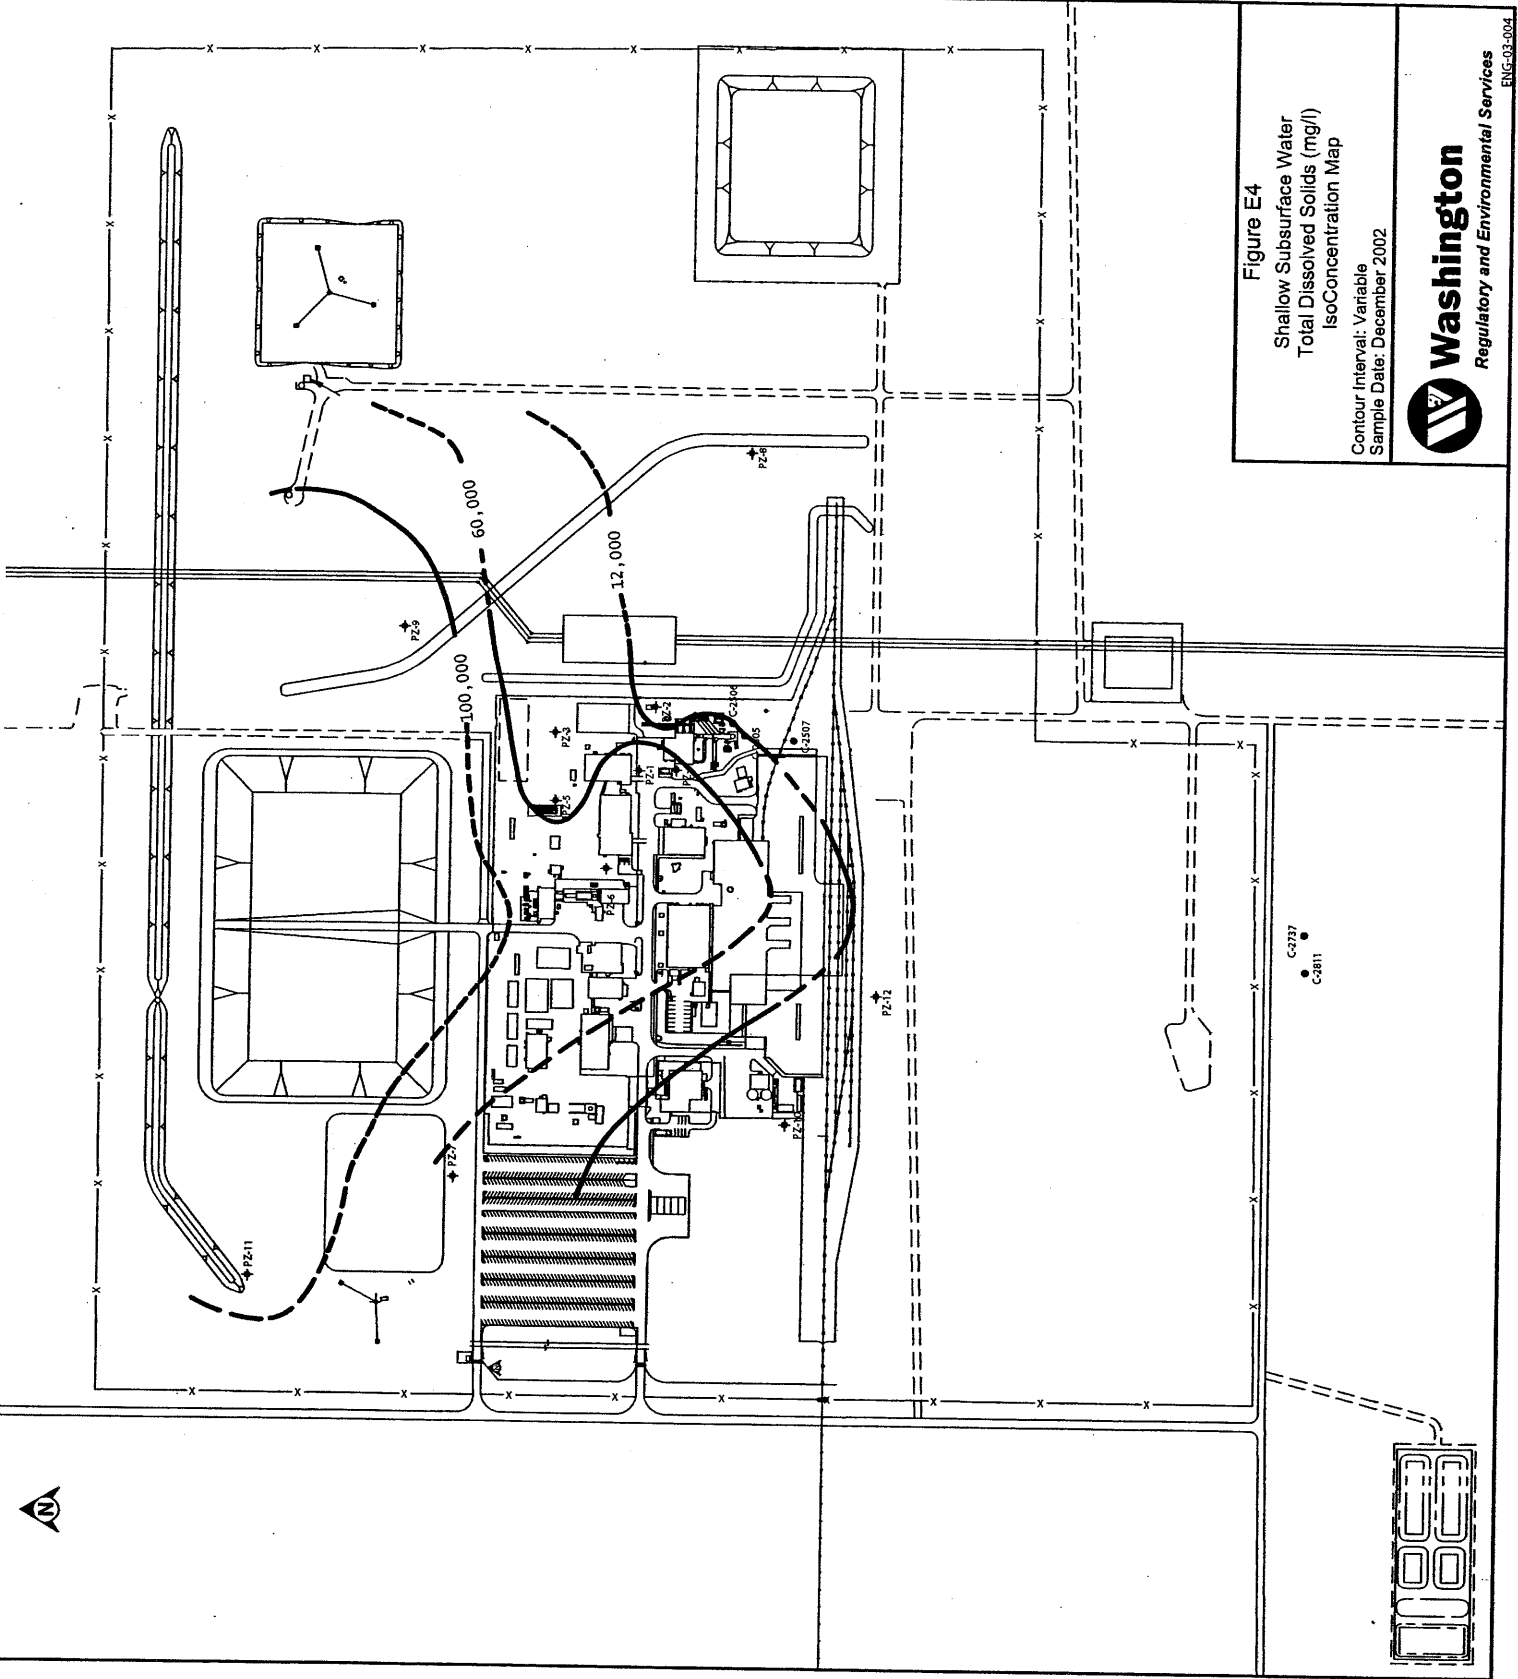 Figure E4
Shallow Subsurface Water
Total Dissolved Solids (mg/l)
IsoConcentration Map
Contour Interval: Variable
Sample Date: December 2002
Washington
Regulatory and Environmental Services
ENG-03-004
N
60,000
12,000
100,000
PZ-8
PZ-9
PZ-2
C-2506
C-2507
PZ-3
PZ-1
PZ-5
PZ-6
PZ-7
PZ-11
PZ-12
C-2737
C-2811